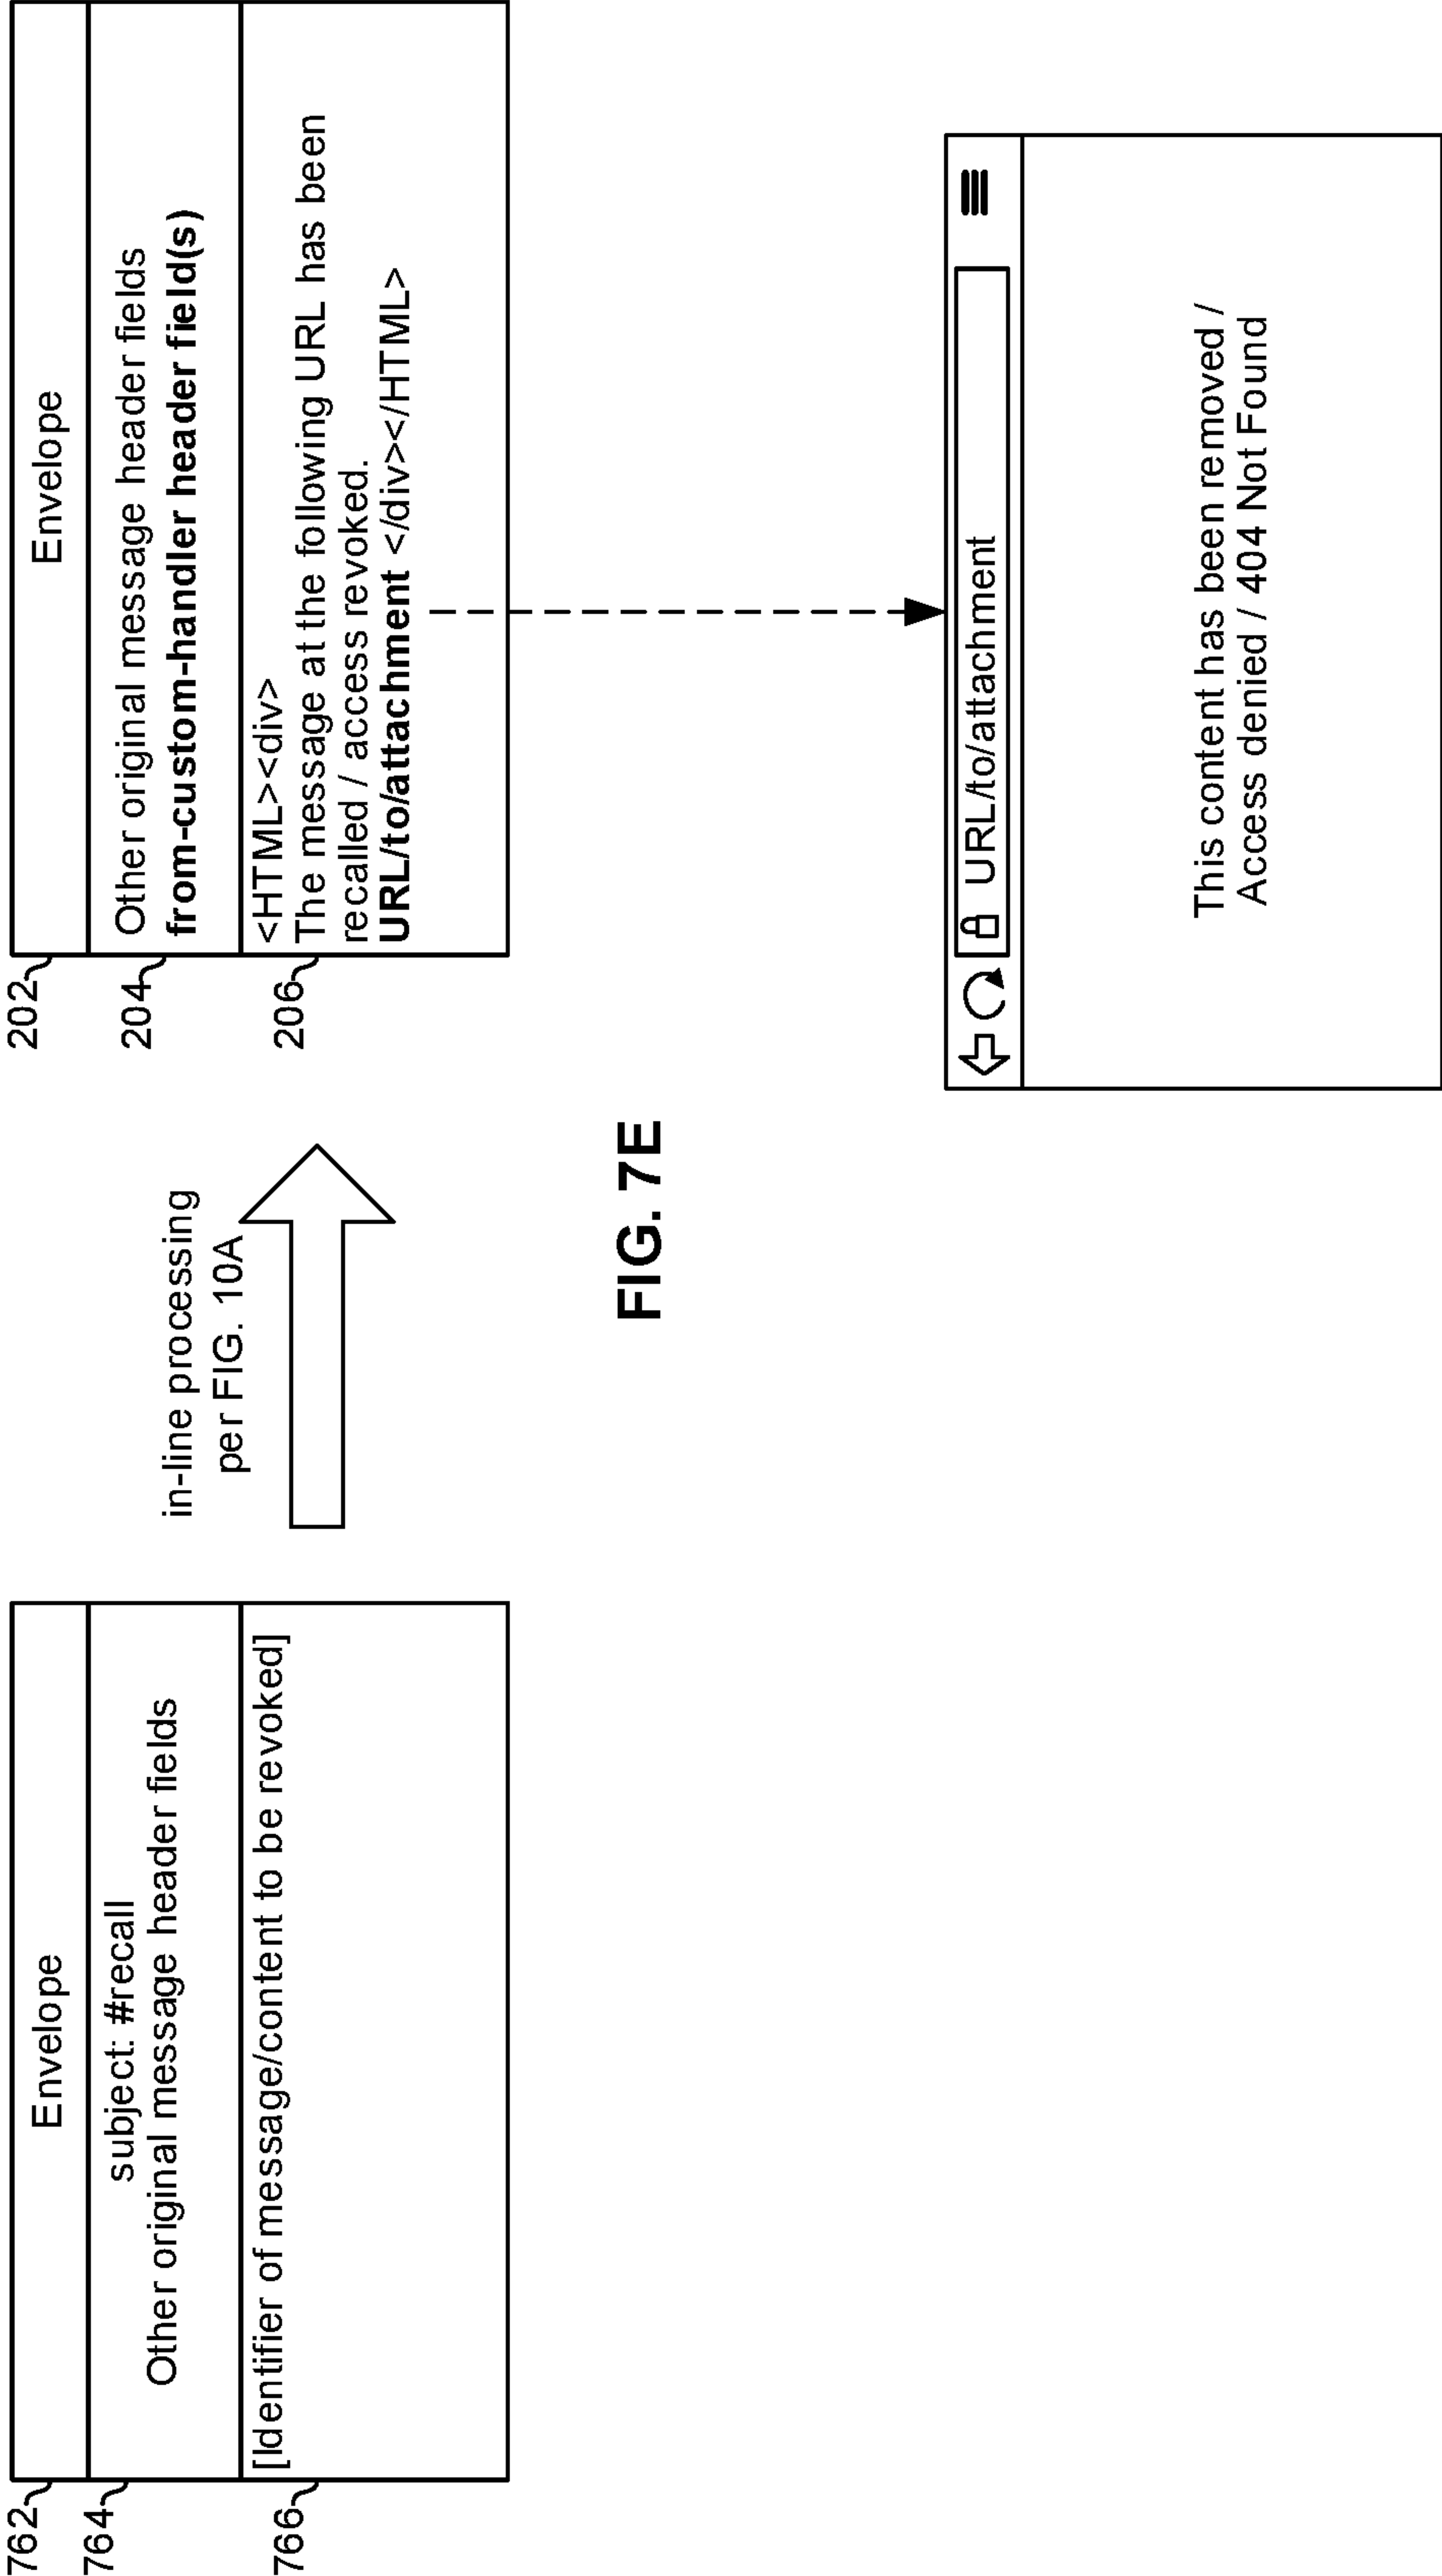 762
Envelope
764
subject: #recall
Other original message header fields
766
[Identifier of message/content to be revoked]
in-line processing
per FIG. 10A
202
Envelope
204
Other original message header fields
from-custom-handler header field(s)
206
<HTML><div>
The message at the following URL has been
recalled / access revoked.
URL/to/attachment </div></HTML>
FIG. 7E
URL/to/attachment
This content has been removed /
Access denied / 404 Not Found